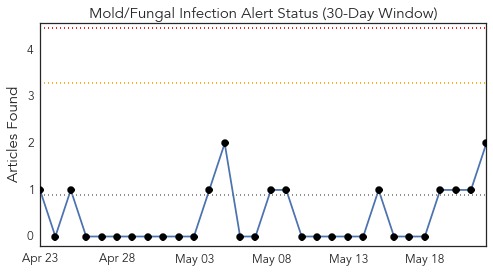 Mold/Fungal Infection Alert Status (30-Day Window)
Articles Found
4
3
2
1
0
Apr 23 Apr 28 May 03 May 08 May 13 May 18